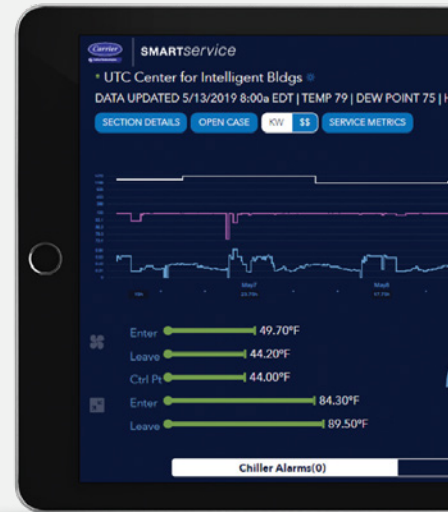 Carrier
SMARTService
UTC Center for Intelligent Bldgs
DATA UPDATED 5/13/2019 8:00a EDT | TEMP 79 | DEW POINT 75 |
SECTION DETAILS
OPEN CASE
KW
$$
SERVICE METRICS
May7
May8
Enter 49.70°F
Leave 44.20°F
Ctrl Pt 44.00°F
Enter 84.30°F
Leave 89.50°F
Chiller Alarms(0)